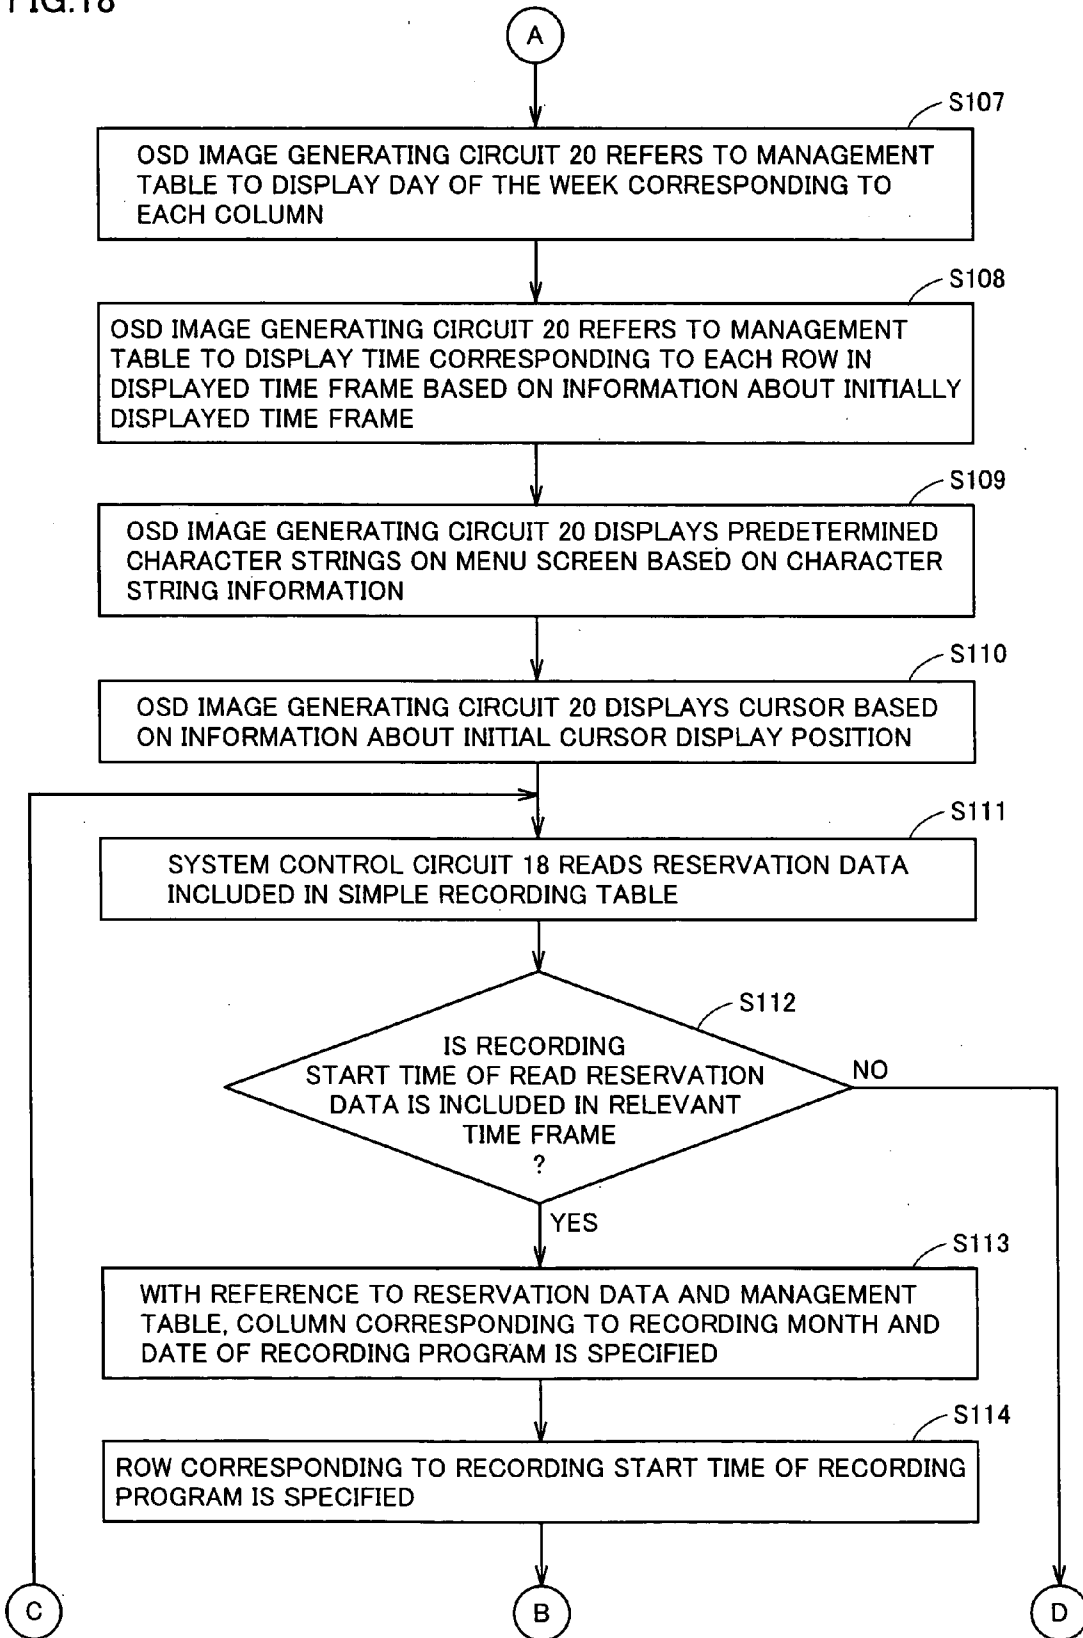 FIG.18
A
S107
OSD IMAGE GENERATING CIRCUIT 20 REFERS TO MANAGEMENT
TABLE TO DISPLAY DAY OF THE WEEK CORRESPONDING TO
EACH COLUMN
S108
OSD IMAGE GENERATING CIRCUIT 20 REFERS TO MANAGEMENT
TABLE TO DISPLAY TIME CORRESPONDING TO EACH ROW IN
DISPLAYED TIME FRAME BASED ON INFORMATION ABOUT INITIALLY
DISPLAYED TIME FRAME
S109
OSD IMAGE GENERATING CIRCUIT 20 DISPLAYS PREDETERMINED
CHARACTER STRINGS ON MENU SCREEN BASED ON CHARACTER
STRING INFORMATION
S110
OSD IMAGE GENERATING CIRCUIT 20 DISPLAYS CURSOR BASED
ON INFORMATION ABOUT INITIAL CURSOR DISPLAY POSITION
S111
SYSTEM CONTROL CIRCUIT 18 READS RESERVATION DATA
INCLUDED IN SIMPLE RECORDING TABLE
S112
IS RECORDING
START TIME OF READ RESERVATION
DATA IS INCLUDED IN RELEVANT
TIME FRAME
?
NO
YES
S113
WITH REFERENCE TO RESERVATION DATA AND MANAGEMENT
TABLE, COLUMN CORRESPONDING TO RECORDING MONTH AND
DATE OF RECORDING PROGRAM IS SPECIFIED
S114
ROW CORRESPONDING TO RECORDING START TIME OF RECORDING
PROGRAM IS SPECIFIED
C
B
D